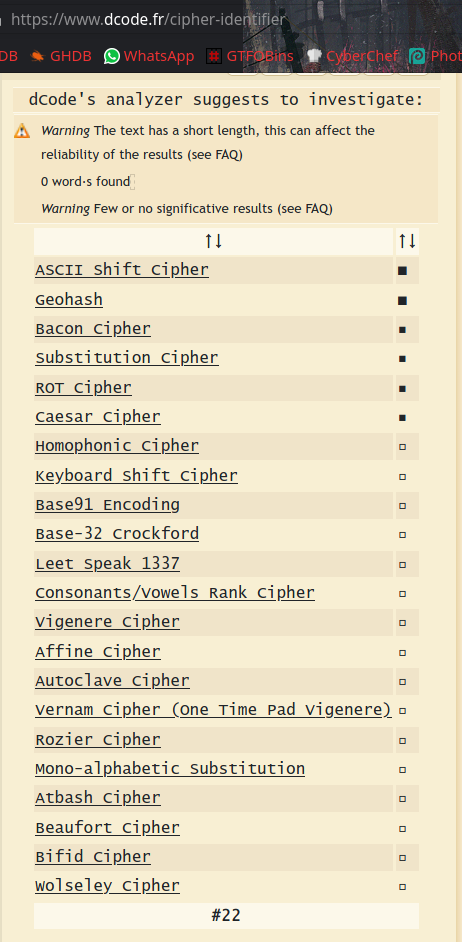 https://www.dcode.fr/cipher-identifier
DB GHDB WhatsApp GTFOBins CyberChef Phot
dCode's analyzer suggests to investigate:
Warning The text has a short length, this can affect the
reliability of the results (see FAQ)
0 word·s found
Warning Few or no significative results (see FAQ)
↑↓ ↑↓
ASCII Shift Cipher ■
Geohash ■
Bacon Cipher ▪
Substitution Cipher ▪
ROT Cipher ▪
Caesar Cipher ▪
Homophonic Cipher ▫
Keyboard Shift Cipher ▫
Base91 Encoding ▫
Base-32 Crockford ▫
Leet Speak 1337 ▫
Consonants/Vowels Rank Cipher ▫
Vigenere Cipher ▫
Affine Cipher ▫
Autoclave Cipher ▫
Vernam Cipher (One Time Pad Vigenere) ▫
Rozier Cipher ▫
Mono-alphabetic Substitution ▫
Atbash Cipher ▫
Beaufort Cipher ▫
Bifid Cipher ▫
Wolseley Cipher ▫
#22